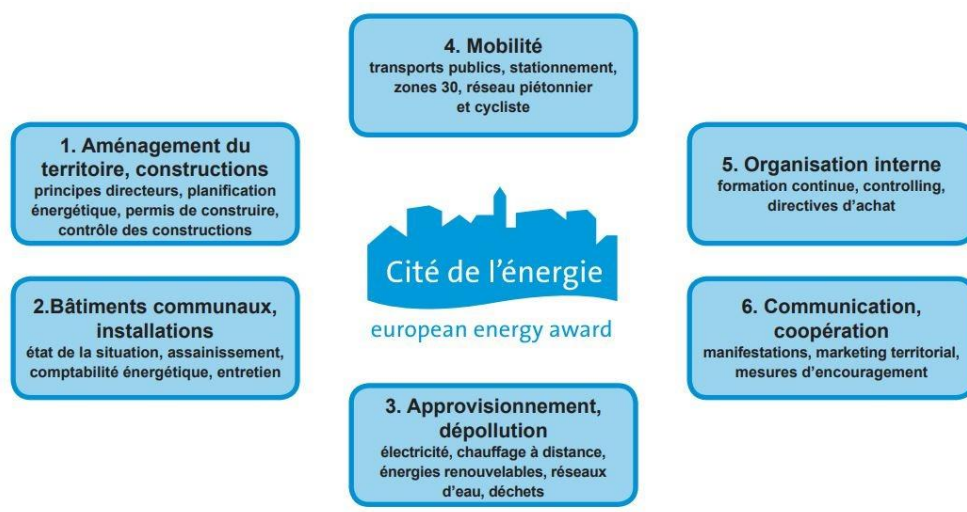 4. Mobilité
transports publics, stationnement,
zones 30, réseau piétonnier
et cycliste
1. Aménagement du
territoire, constructions
principes directeurs, planification
énergétique, permis de construire,
contrôle des constructions
5. Organisation interne
formation continue, controlling,
directives d’achat
Cité de l’énergie
european energy award
2.Bâtiments communaux,
installations
état de la situation, assainissement,
comptabilité énergétique, entretien
6. Communication,
coopération
manifestations, marketing territorial,
mesures d’encouragement
3. Approvisionnement,
dépollution
électricité, chauffage à distance,
énergies renouvelables, réseaux
d’eau, déchets